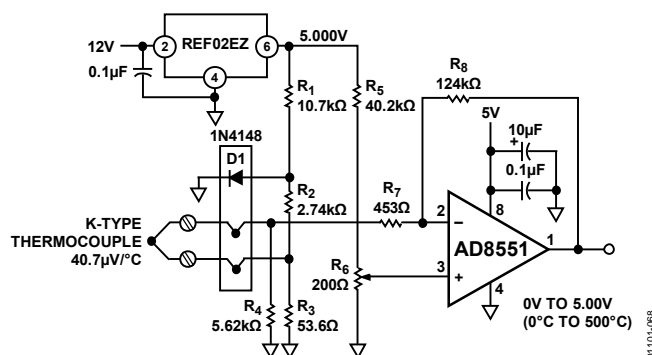 12V
2
REF02EZ
6
5.000V
0.1µF
4
R1
10.7kΩ
R5
40.2kΩ
R8
124kΩ
1N4148
D1
5V
10µF
+
0.1µF
R2
2.74kΩ
R7
453Ω
2
–
8
K-TYPE
THERMOCOUPLE
40.7µV/°C
AD8551
1
R6
200Ω
3
+
4
R4
5.62kΩ
R3
53.6Ω
0V TO 5.00V
(0°C TO 500°C)